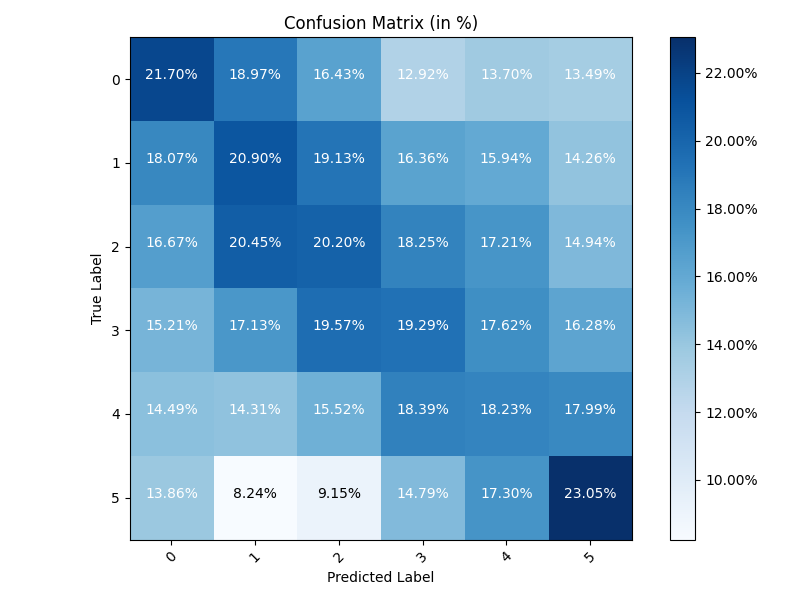 Confusion Matrix (in %)
0 21.70% 18.97% 16.43% 12.92% 13.70% 13.49%
1 18.07% 20.90% 19.13% 16.36% 15.94% 14.26%
2 16.67% 20.45% 20.20% 18.25% 17.21% 14.94%
3 15.21% 17.13% 19.57% 19.29% 17.62% 16.28%
4 14.49% 14.31% 15.52% 18.39% 18.23% 17.99%
5 13.86% 8.24% 9.15% 14.79% 17.30% 23.05%
0 1 2 3 4 5
True Label
Predicted Label
22.00%
20.00%
18.00%
16.00%
14.00%
12.00%
10.00%